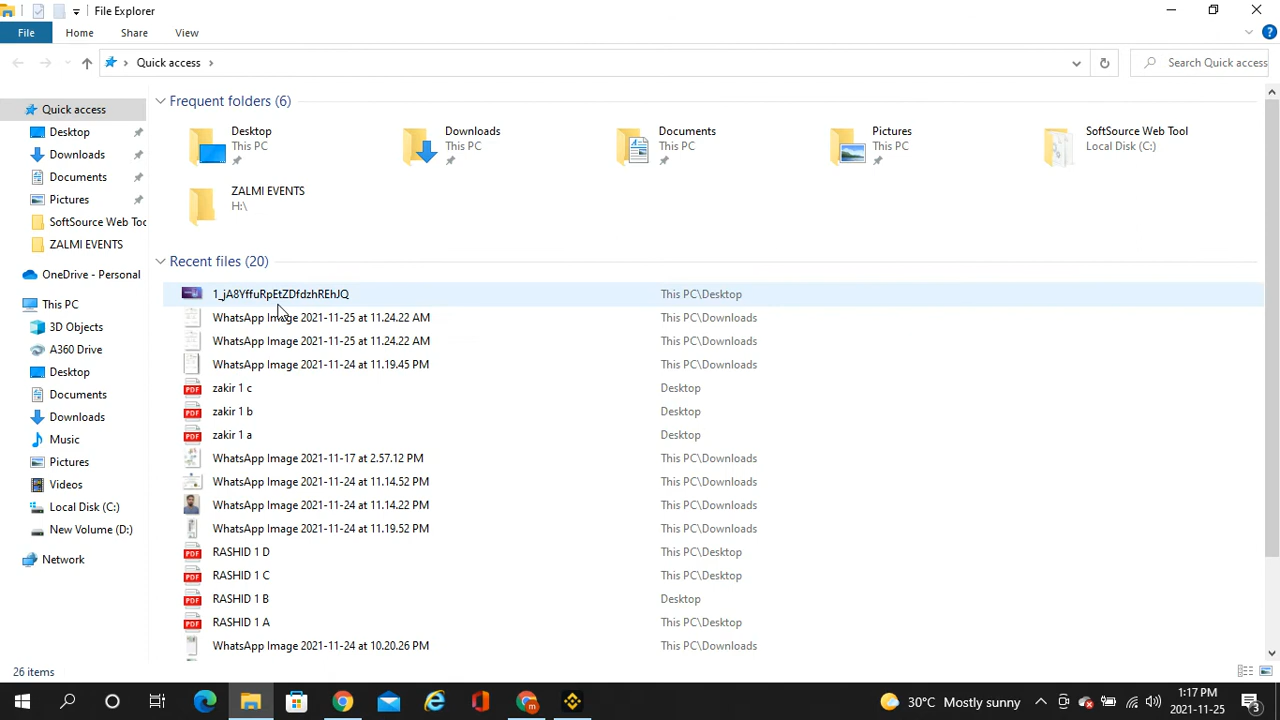 File Explorer
File Home Share View
Quick access
Search Quick access
Quick access
Desktop
Downloads
Documents
Pictures
SoftSource Web Too
ZALMI EVENTS
OneDrive - Personal
This PC
3D Objects
A360 Drive
Desktop
Documents
Downloads
Music
Pictures
Videos
Local Disk (C:)
New Volume (D:)
Network
Frequent folders (6)
Desktop
This PC
Downloads
This PC
Documents
This PC
Pictures
This PC
SoftSource Web Tool
Local Disk (C:)
ZALMI EVENTS
H:\
Recent files (20)
1_jA8YffuRpEtZDfdzhREhJQ This PC\Desktop
WhatsApp Image 2021-11-25 at 11.24.22 AM This PC\Downloads
WhatsApp Image 2021-11-25 at 11.24.22 AM This PC\Downloads
WhatsApp Image 2021-11-24 at 11.19.45 PM This PC\Downloads
PDF zakir 1 c Desktop
PDF zakir 1 b Desktop
PDF zakir 1 a Desktop
WhatsApp Image 2021-11-17 at 2.57.12 PM This PC\Downloads
WhatsApp Image 2021-11-24 at 11.14.52 PM This PC\Downloads
WhatsApp Image 2021-11-24 at 11.14.22 PM This PC\Downloads
WhatsApp Image 2021-11-24 at 11.19.52 PM This PC\Downloads
PDF RASHID 1 D This PC\Desktop
PDF RASHID 1 C This PC\Desktop
PDF RASHID 1 B Desktop
PDF RASHID 1 A This PC\Downloads
WhatsApp Image 2021-11-24 at 10.20.26 PM This PC\Downloads
26 items
30°C Mostly sunny
1:17 PM
2021-11-25
3